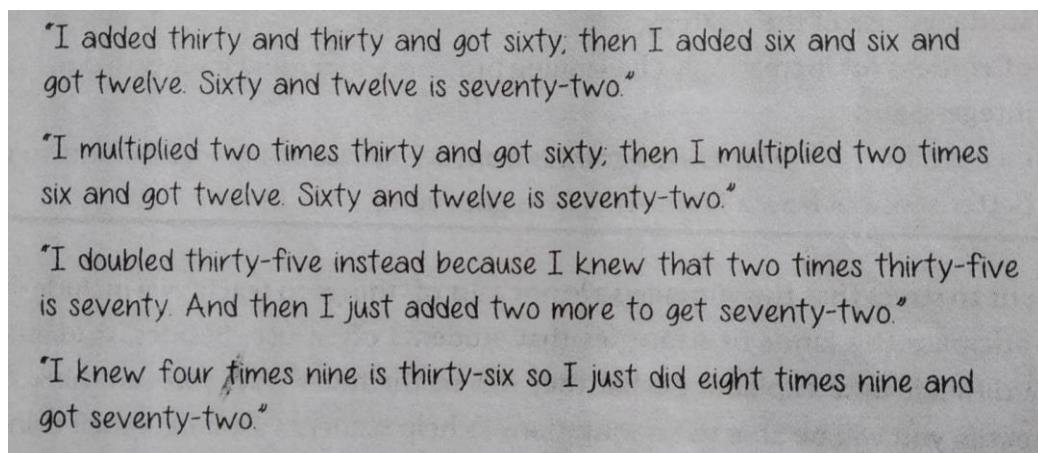 "I added thirty and thirty and got sixty; then I added six and six and
got twelve. Sixty and twelve is seventy-two."
"I multiplied two times thirty and got sixty; then I multiplied two times
six and got twelve. Sixty and twelve is seventy-two."
"I doubled thirty-five instead because I knew that two times thirty-five
is seventy. And then I just added two more to get seventy-two."
"I knew four times nine is thirty-six so I just did eight times nine and
got seventy-two."